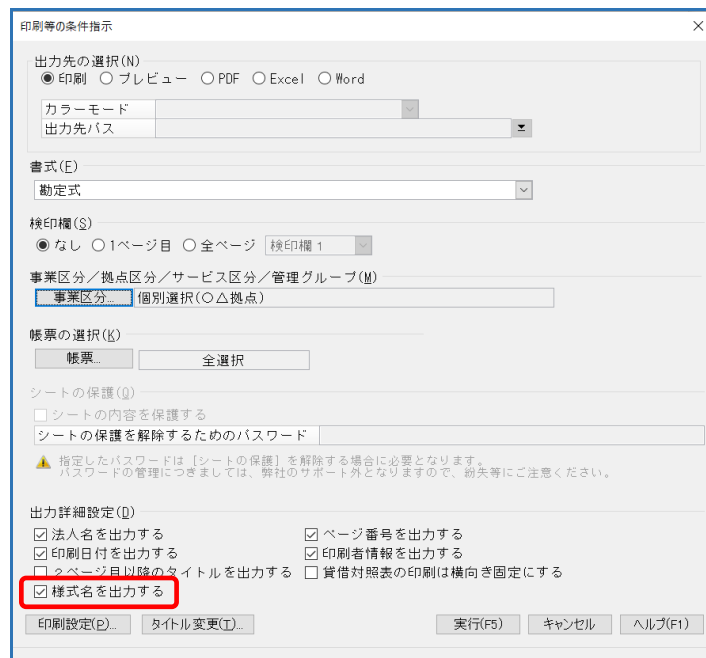 印刷等の条件指示
出力先の選択(N)
印刷 プレビュー PDF Excel Word
カラーモード
出力先パス
書式(F)
勘定式
検印欄(S)
なし 1ページ目 全ページ 検印欄1
事業区分/拠点区分/サービス区分/管理グループ(M)
事業区分... 個別選択(○△拠点)
帳票の選択(K)
帳票... 全選択
シートの保護(Q)
シートの内容を保護する
シートの保護を解除するためのパスワード
指定したパスワードは[シートの保護]を解除する場合に必要となります。
パスワードの管理につきましては、弊社のサポート外となりますので、紛失等にご注意ください。
出力詳細設定(D)
法人名を出力する ページ番号を出力する
印刷日付を出力する 印刷者情報を出力する
2ページ目以降のタイトルを出力する 貸借対照表の印刷は横向き固定にする
様式名を出力する
印刷設定(P)... タイトル変更(T)... 実行(F5) キャンセル ヘルプ(F1)